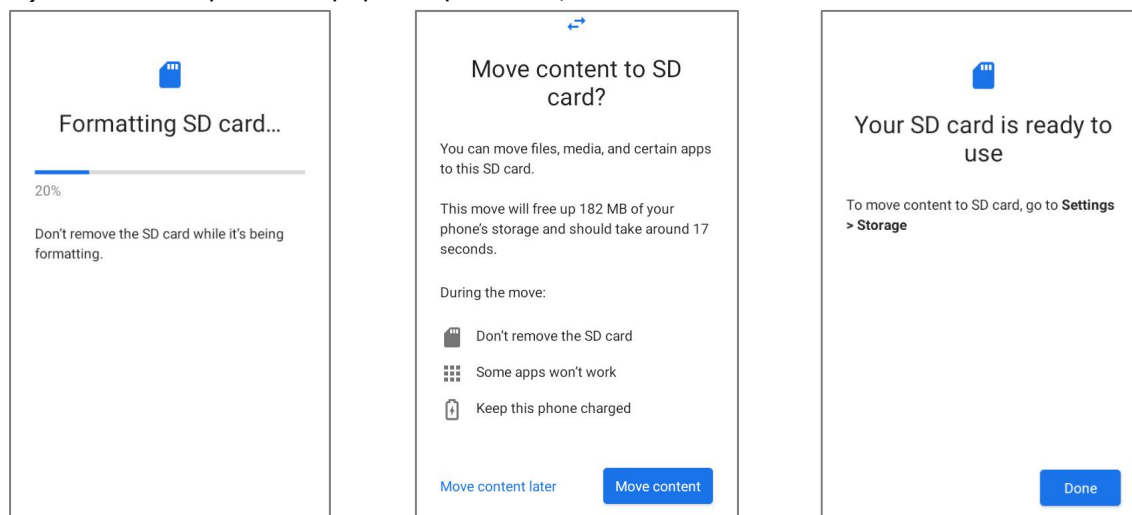 Formatting SD card...
20%
Don't remove the SD card while it's being
formatting.
Move content to SD
card?
You can move files, media, and certain apps
to this SD card.
This move will free up 182 MB of your
phone's storage and should take around 17
seconds.
During the move:
Don't remove the SD card
Some apps won't work
Keep this phone charged
Move content later
Move content
Your SD card is ready to
use
To move content to SD card, go to Settings
> Storage
Done